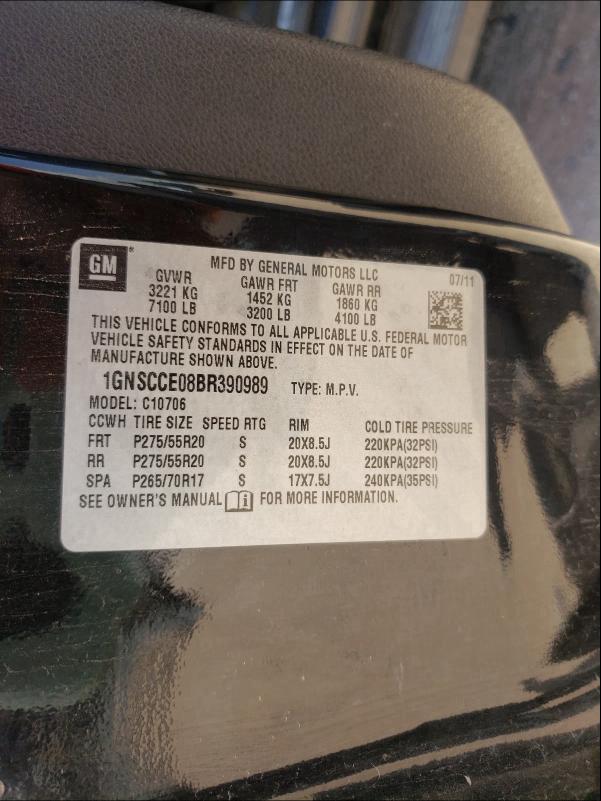 GM
MFD BY GENERAL MOTORS LLC 07/11
GVWR GAWR FRT GAWR RR
3221 KG 1452 KG 1860 KG
7100 LB 3200 LB 4100 LB
THIS VEHICLE CONFORMS TO ALL APPLICABLE U.S. FEDERAL MOTOR
VEHICLE SAFETY STANDARDS IN EFFECT ON THE DATE OF
MANUFACTURE SHOWN ABOVE.
1GNSCCE08BR390989 TYPE: M.P.V.
MODEL: C10706
CCWH TIRE SIZE SPEED RTG RIM COLD TIRE PRESSURE
FRT P275/55R20 S 20X8.5J 220KPA(32PSI)
RR P275/55R20 S 20X8.5J 220KPA(32PSI)
SPA P265/70R17 S 17X7.5J 240KPA(35PSI)
SEE OWNER'S MANUAL i FOR MORE INFORMATION.